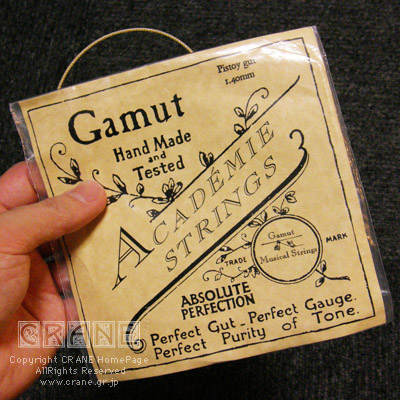 Pistoy gut
1.40mm
Gamut
Hand Made
and
Tested
ACADÉMIE
STRINGS
Gamut
Musical Strings
TRADE
MARK
ABSOLUTE
PERFECTION
Perfect Gut - Perfect Gauge.
Perfect Purity of Tone.
CRANE
Copyright CRANE HomePage
AllRights Reserved
www.crane.gr.jp